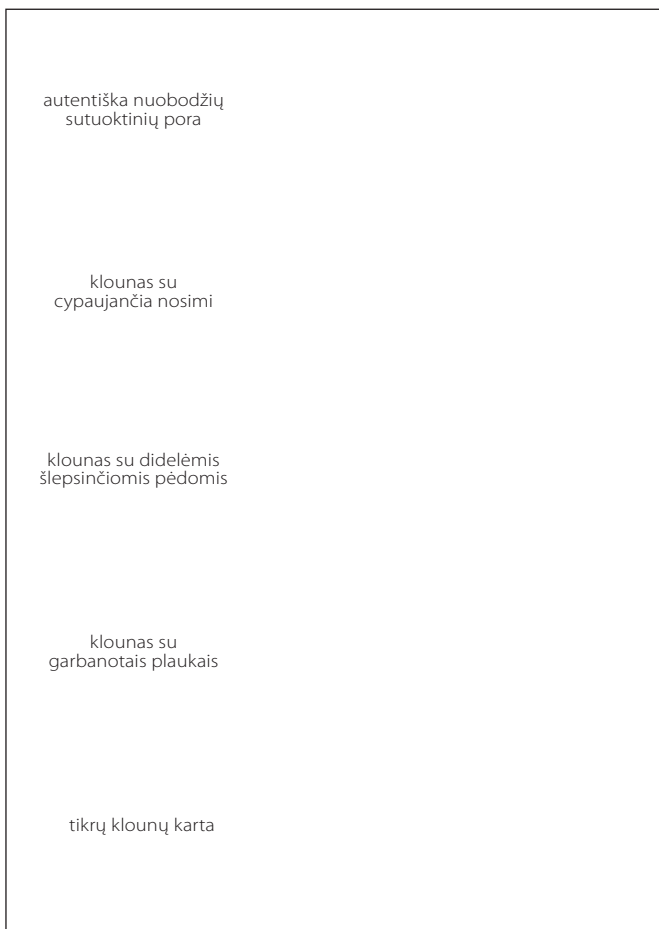 autentiška nuobodžių
sutuoktinių pora
klounas su
cypaujančia nosimi
klounas su didelėmis
šlepsinčiomis pėdomis
klounas su
garbanotais plaukais
tikrų klounų karta